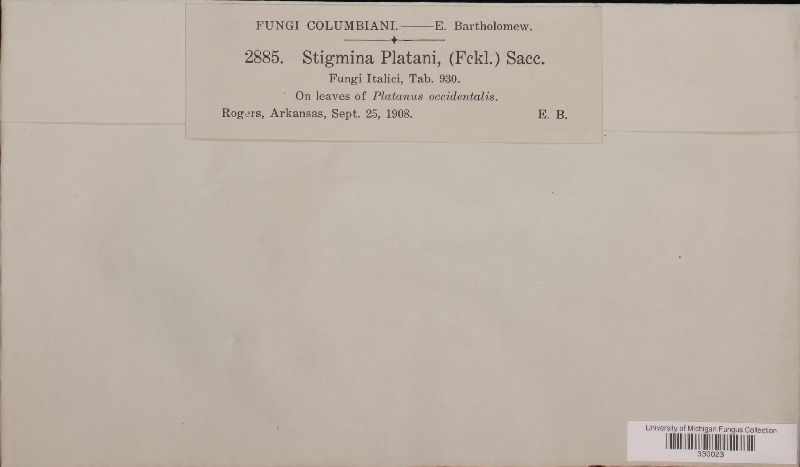 FUNGI COLUMBIANI.——E. Bartholomew.
2885. Stigmina Platani, (Fckl.) Sacc.
Fungi Italici, Tab. 930.
On leaves of Platanus occidentalis.
Rogers, Arkansas, Sept. 25, 1908. E. B.
University of Michigan Fungus Collection
330023